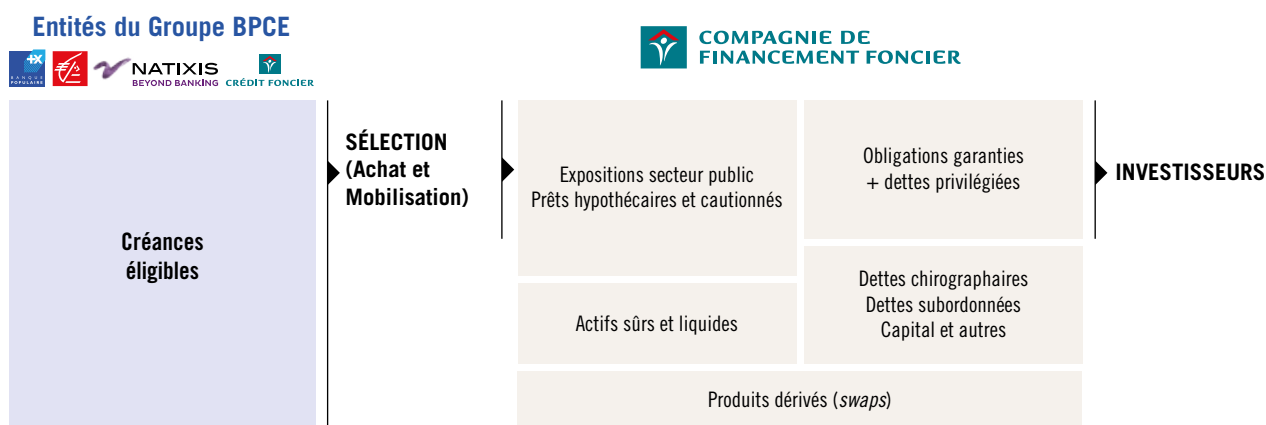 Entités du Groupe BPCE
+X
BANQUE
POPULAIRE
NATIXIS
BEYOND BANKING
CRÉDIT FONCIER
COMPAGNIE DE
FINANCEMENT FONCIER
Créances
éligibles
SÉLECTION
(Achat et
Mobilisation)
Expositions secteur public
Prêts hypothécaires et cautionnés
Actifs sûrs et liquides
Obligations garanties
+ dettes privilégiées
Dettes chirographaires
Dettes subordonnées
Capital et autres
Produits dérivés (swaps)
INVESTISSEURS